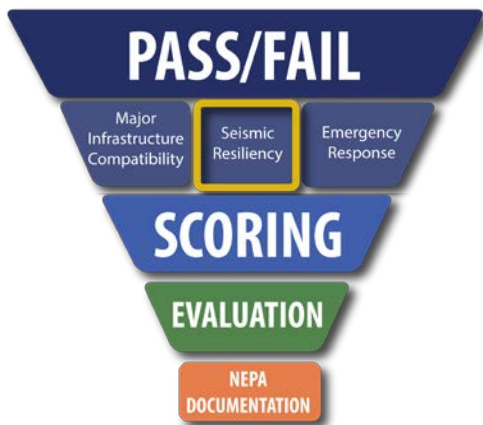 PASS/FAIL
Major
Infrastructure
Compatibility
Seismic
Resiliency
Emergency
Response
SCORING
EVALUATION
NEPA
DOCUMENTATION